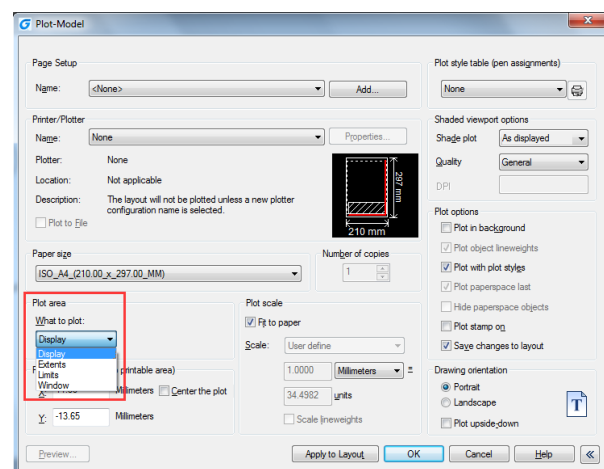 Plot-Model
Page Setup
Name: <None> Add...
Plot style table (pen assignments)
None
Printer/Plotter
Name: None Properties...
Plotter: None
Location: Not applicable
Description: The layout will not be plotted unless a new plotter
configuration name is selected.
Plot to File
297 mm
210 mm
Shaded viewport options
Shade plot As displayed
Quality General
DPI
Paper size
ISO_A4_(210.00_x_297.00_MM)
Number of copies
1
Plot options
Plot in background
Plot object lineweights
Plot with plot styles
Plot paperspace last
Hide paperspace objects
Plot stamp on
Save changes to layout
Plot area
What to plot:
Display
Display
Extents
Limits
Window
printable area)
X: Millimeters Center the plot
Y: -13.65 Millimeters
Plot scale
Fit to paper
Scale: User define
1.0000 Millimeters =
34.4982 units
Scale lineweights
Drawing orientation
Portrait
Landscape
Plot upside-down
Preview... Apply to Layout OK Cancel Help